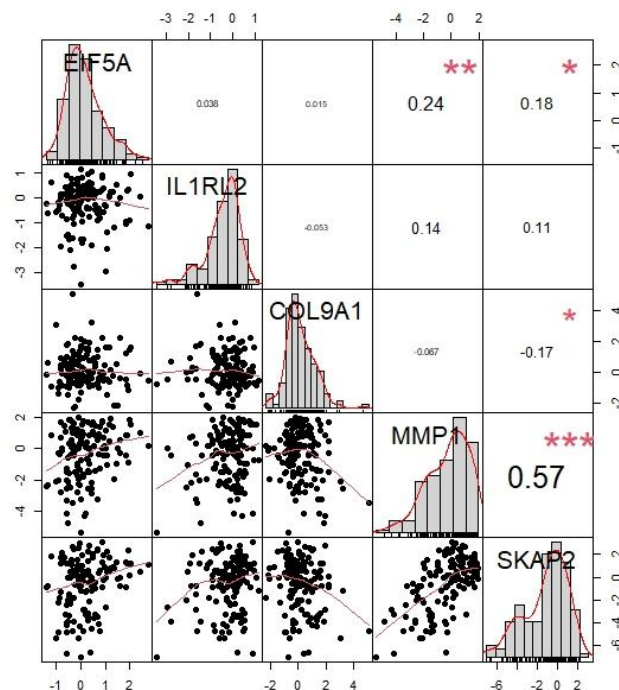 -3 -2 -1 0 1
-4 -2 0 2
EIF5A
0.038
0.015
0.24
**
0.18
*
-1 0 1 2
-3 -2 -1 0 1
IL1RL2
-0.053
0.14
0.11
COL9A1
-0.067
-0.17
*
-2 0 2 4
-4 -2 0 2
MMP1
0.57
***
SKAP2
-6 -4 -2 0 2
-1 0 1 2
-2 0 2 4
-6 -2 0 2